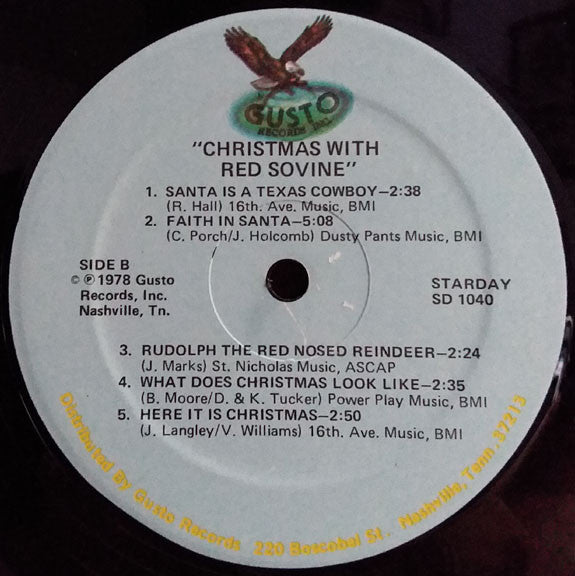 GUSTO
RECORDS INC.
"CHRISTMAS WITH
RED SOVINE"
1. SANTA IS A TEXAS COWBOY—2:38
(R. Hall) 16th. Ave. Music, BMI
2. FAITH IN SANTA—5:08
(C. Porch/J. Holcomb) Dusty Pants Music, BMI
SIDE B
© ℗ 1978 Gusto
Records, Inc.
Nashville, Tn.
STARDAY
SD 1040
3. RUDOLPH THE RED NOSED REINDEER—2:24
(J. Marks) St. Nicholas Music, ASCAP
4. WHAT DOES CHRISTMAS LOOK LIKE—2:35
(B. Moore/D. & K. Tucker) Power Play Music, BMI
5. HERE IT IS CHRISTMAS—2:50
(J. Langley/V. Williams) 16th. Ave. Music, BMI
Distributed By Gusto Records 220 Boscobel St. Nashville, Tenn. 37213